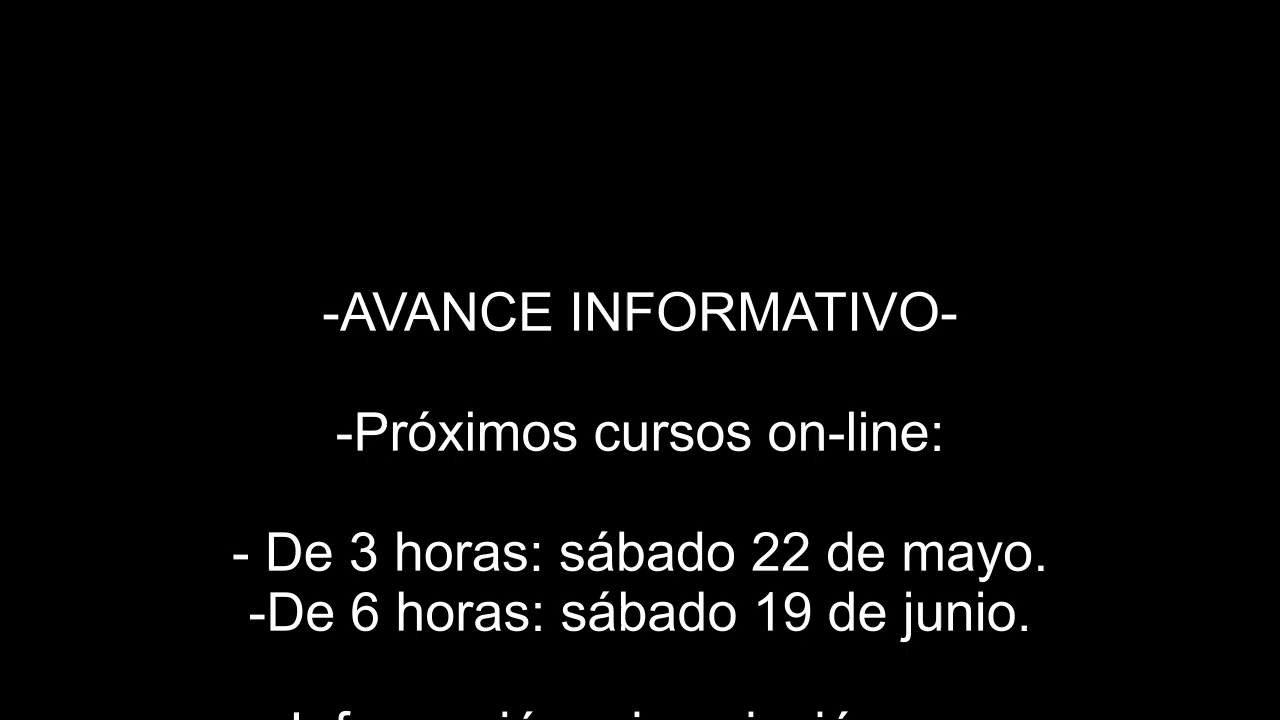 -AVANCE INFORMATIVO-
-Próximos cursos on-line:
- De 3 horas: sábado 22 de mayo.
-De 6 horas: sábado 19 de junio.